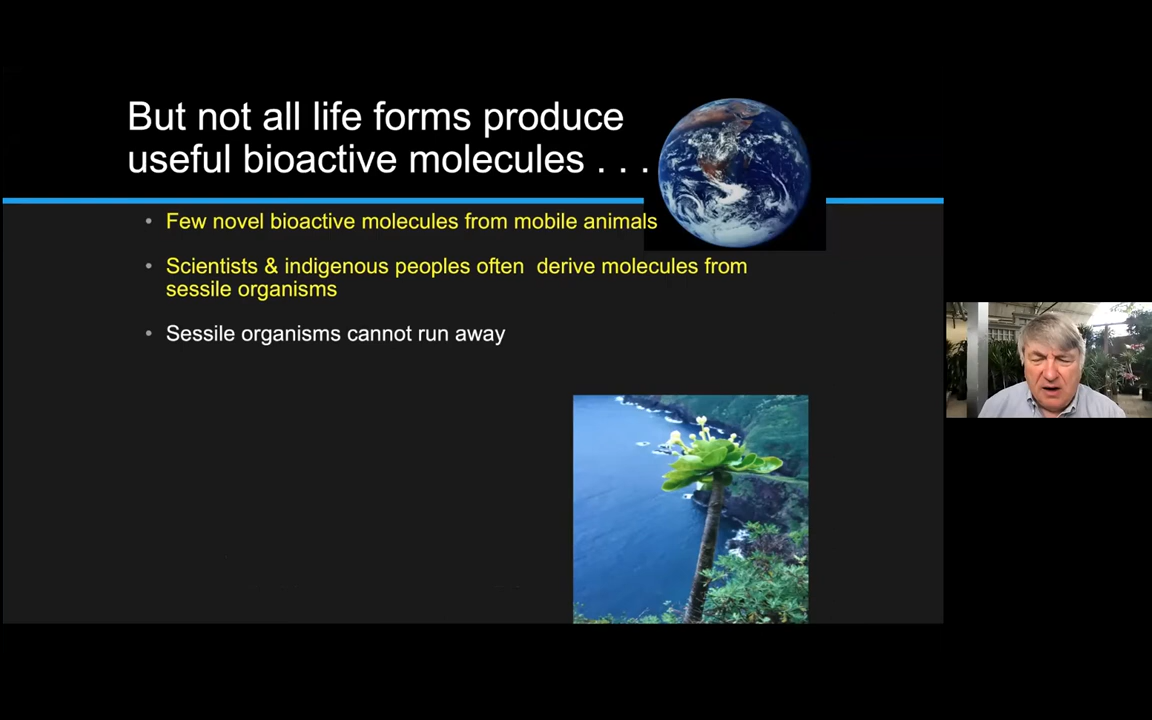 But not all life forms produce
useful bioactive molecules . . .
• Few novel bioactive molecules from mobile animals
• Scientists & indigenous peoples often  derive molecules from
sessile organisms
• Sessile organisms cannot run away